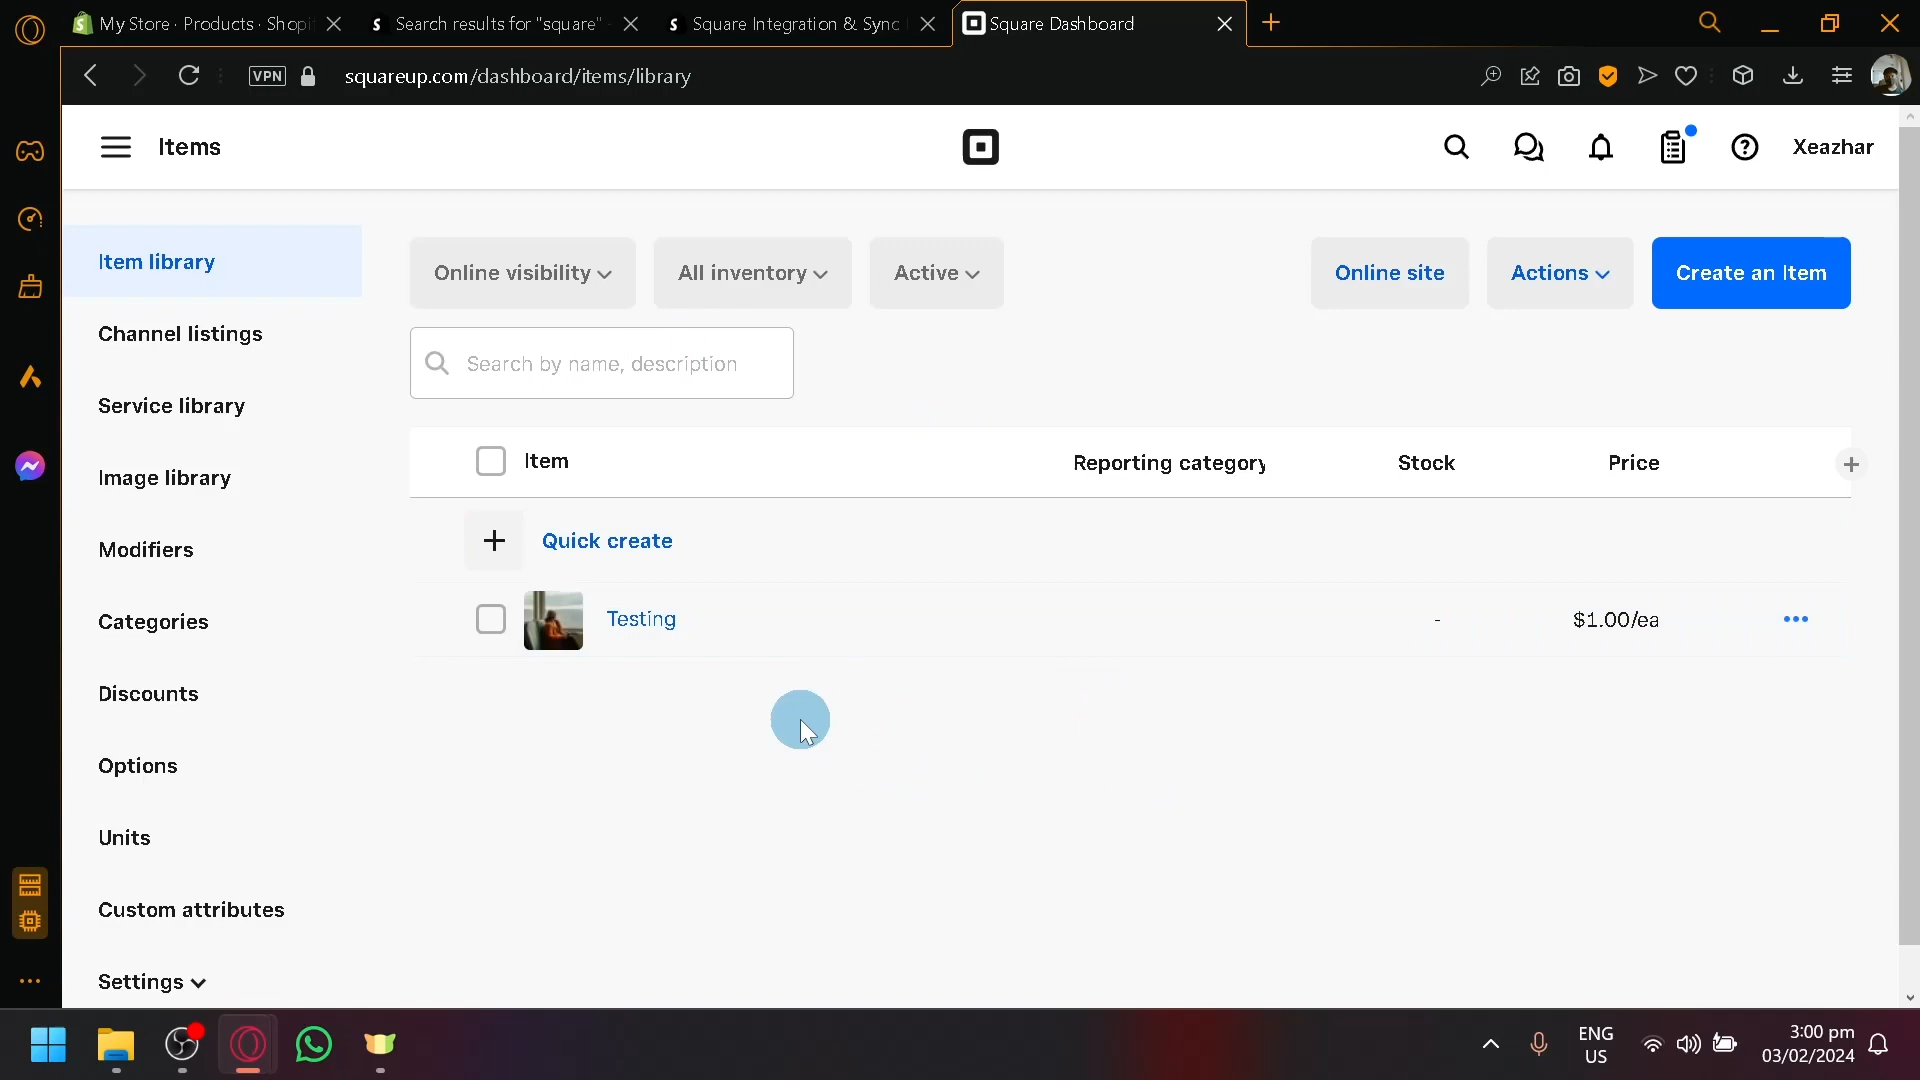 My Store · Products · Shopi
Search results for "square"
Square Integration & Sync
Square Dashboard
VPN
squareup.com/dashboard/items/library
Items
Xeazhar
Item library
Channel listings
Service library
Image library
Modifiers
Categories
Discounts
Options
Units
Custom attributes
Settings
Online visibility
All inventory
Active
Online site
Actions
Create an item
Search by name, description
Item
Reporting category
Stock
Price
Quick create
Testing
-
$1.00/ea
ENG
US
3:00 pm
03/02/2024